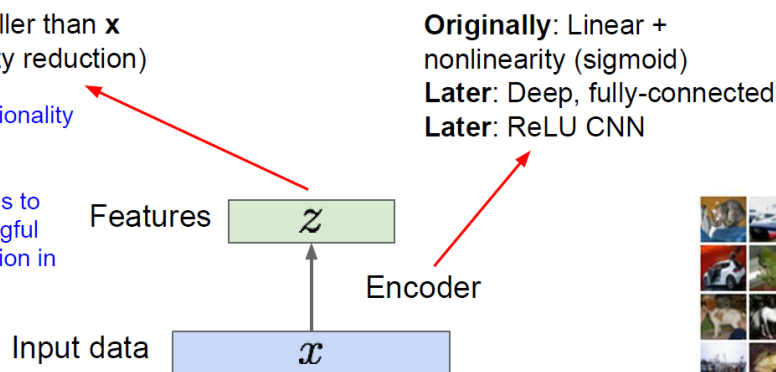 ller than x
ty reduction)
ionality
s to
gful
ion in
Originally: Linear +
nonlinearity (sigmoid)
Later: Deep, fully-connected
Later: ReLU CNN
Features
z
Encoder
Input data
x